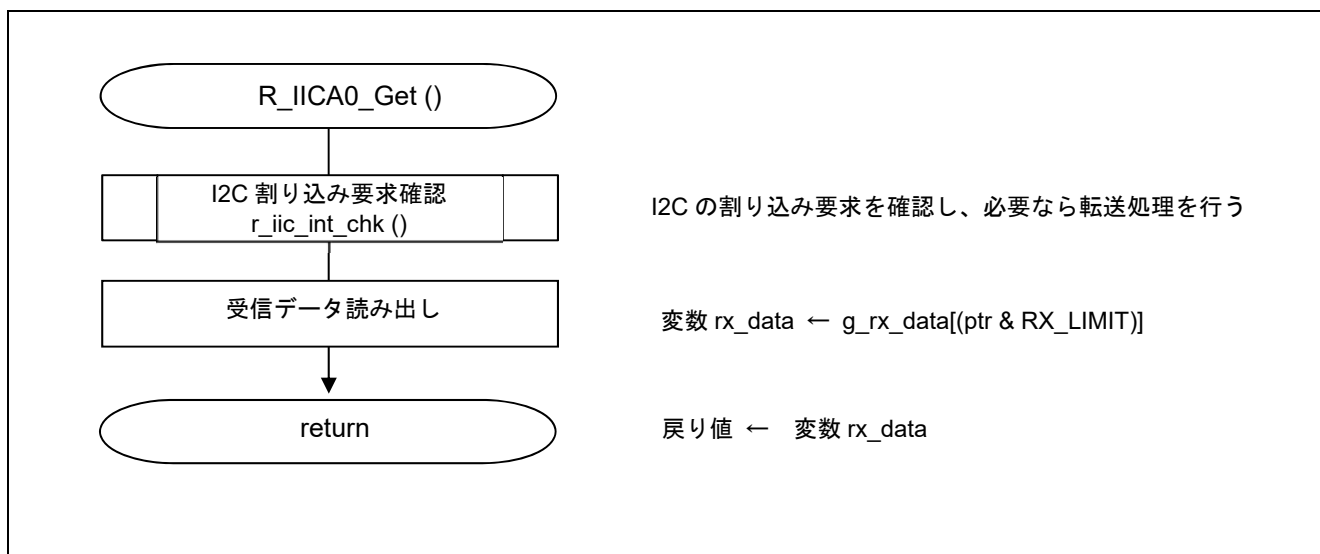 R_IICA0_Get ()
I2C 割り込み要求確認
r_iic_int_chk ()
I2C の割り込み要求を確認し、必要なら転送処理を行う
受信データ読み出し
変数 rx_data ← g_rx_data[(ptr & RX_LIMIT)]
return
戻り値 ← 変数 rx_data